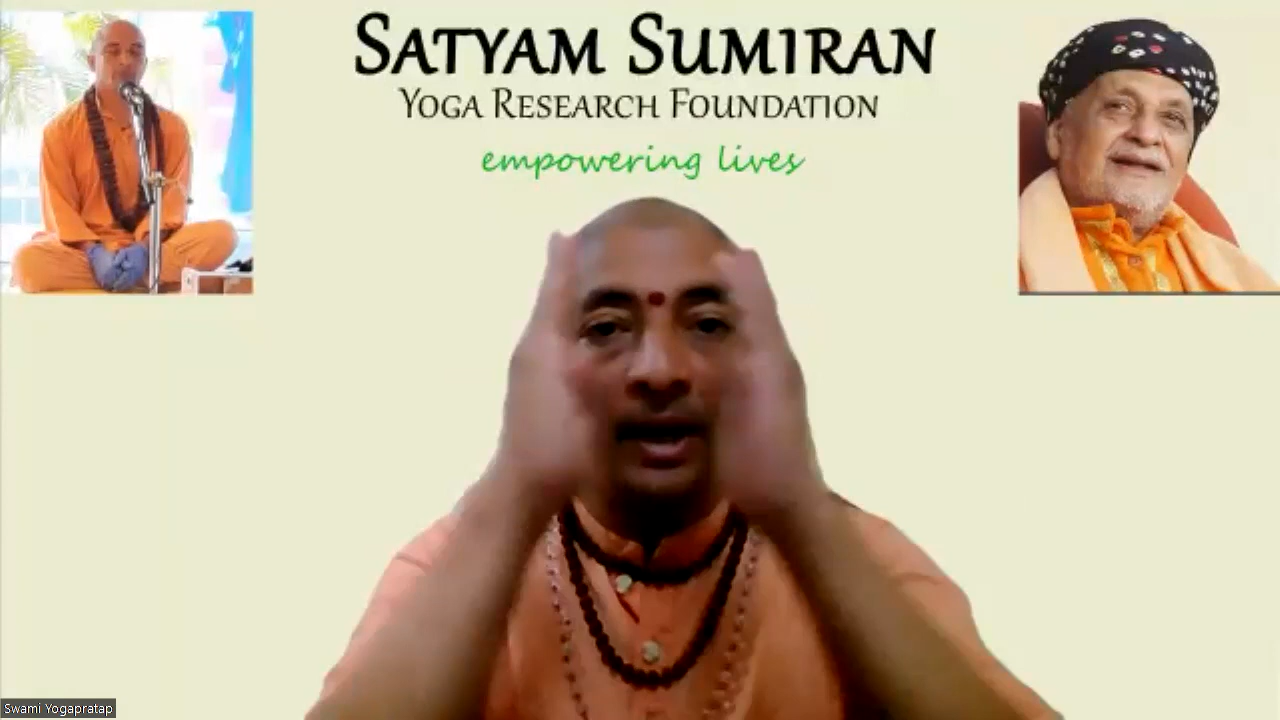 SATYAM SUMIRAN
YOGA RESEARCH FOUNDATION
empowering lives
Swami Yogapratap